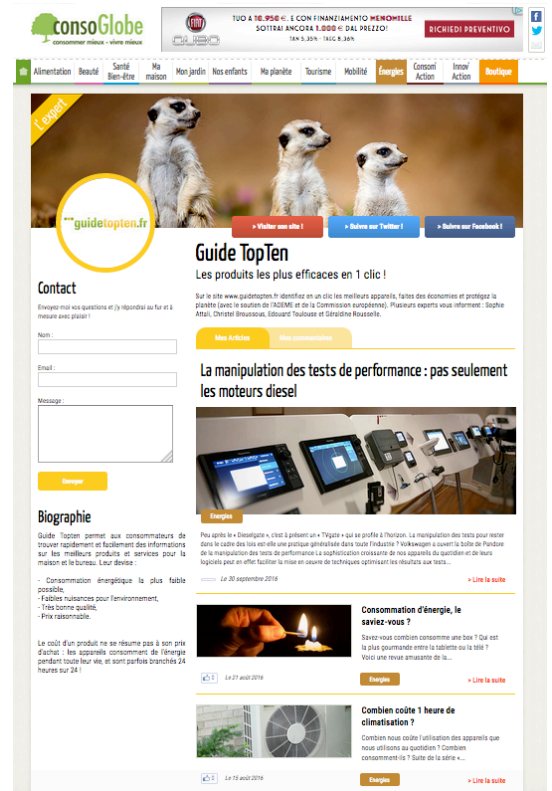 consoGlobe
consommer mieux - vivre mieux
TUO A 10.950 €. E CON FINANZIAMENTO MENOMILLE
SOTTRAI ANCORA 1.000 € DAL PREZZO!
TAN 5,35% - TAEG 8,36%
QUBO
RICHIEDI PREVENTIVO
Alimentation
Beauté
Santé
Bien-être
Ma
maison
Mon jardin
Nos enfants
Ma planète
Tourisme
Mobilité
Énergies
Consom'
Action
Innov'
Action
Boutique
L'expert
guidetopten.fr
> Visiter son site !
> Suivre sur Twitter !
> Suivre sur Facebook !
Guide TopTen
Les produits les plus efficaces en 1 clic !
Sur le site www.guidetopten.fr identifiez en un clic les meilleurs appareils, faites des économies et protégez la
planète (avec le soutien de l'ADEME et de la Commission européenne). Plusieurs experts vous informent : Sophie
Attali, Christel Broussous, Edouard Toulouse et Géraldine Rousselle.
Contact
Envoyez-moi vos questions et j'y répondrai au fur et à
mesure avec plaisir !
Nom :
Email :
Message :
Envoyer
Biographie
Guide Topten permet aux consommateurs de
trouver rapidement et facilement des informations
sur les meilleurs produits et services pour la
maison et le bureau. Leur devise :
- Consommation énergétique la plus faible
possible,
- Faibles nuisances pour l'environnement,
- Très bonne qualité,
- Prix raisonnable.
Le coût d'un produit ne se résume pas à son prix
d'achat : les appareils consomment de l'énergie
pendant toute leur vie, et sont parfois branchés 24
heures sur 24 !
Mes Articles
Mes commentaires
La manipulation des tests de performance : pas seulement
les moteurs diesel
Energies
Peu après le « Dieselgate », c'est à présent un « TVgate » qui se profile à l'horizon. La manipulation des tests pour rester
dans le cadre des lois est-elle une pratique généralisée dans toute l'industrie ? Volkswagen a ouvert la boîte de Pandore
de la manipulation des tests de performance La sophistication croissante de nos appareils du quotidien et de leurs
logiciels peut en effet faciliter la mise en oeuvre de techniques optimisant les résultats aux tests...
Le 30 septembre 2016
> Lire la suite
Consommation d'énergie, le
saviez-vous ?
Savez-vous combien consomme une box ? Qui est
la plus gourmande entre la tablette ou la télé ?
Voici une revue amusante de la...
Le 21 août 2016
Energies
> Lire la suite
Combien coûte 1 heure de
climatisation ?
Combien nous coûte l'utilisation des appareils que
nous utilisons au quotidien ? Combien
consomment-ils ? Suite de la série «...
Le 15 août 2016
Energies
> Lire la suite